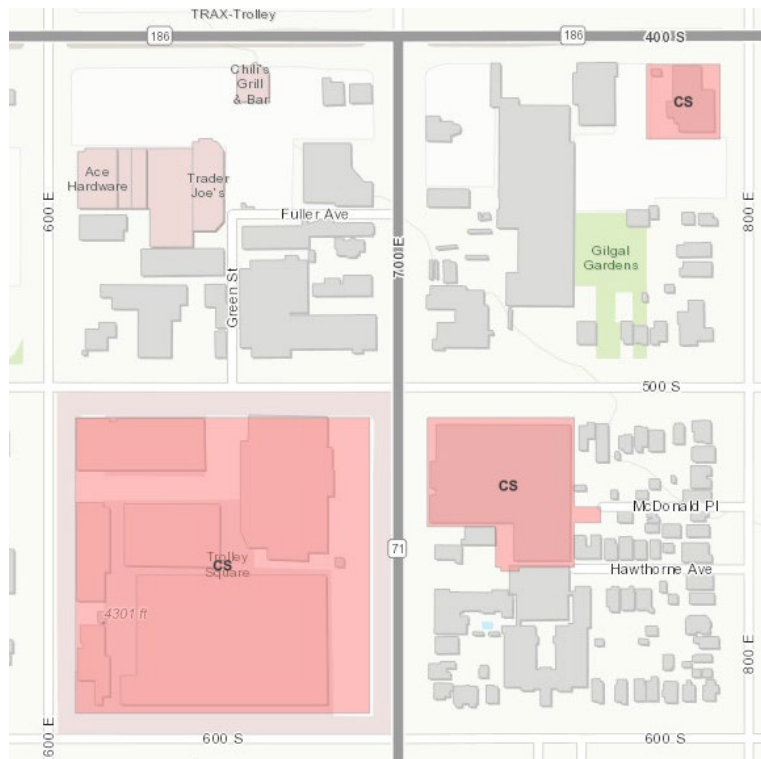 TRAX-Trolley
186
186
400 S
Chili's
Grill
& Bar
CS
Ace
Hardware
Trader
Joe's
600 E
Fuller Ave
800 E
700 E
Gilgal
Gardens
Green St
500 S
CS
McDonald Pl
71
Trolley
Square
CS
Hawthorne Ave
4301 ft
800 E
600 E
600 S
600 S